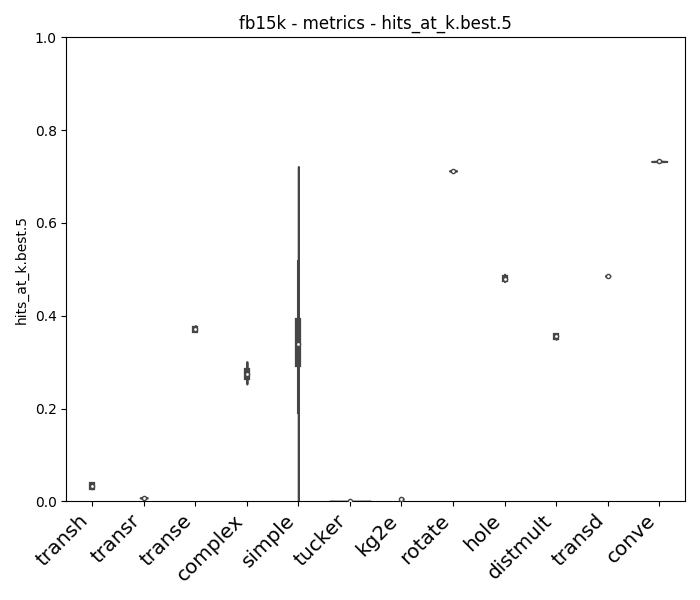 fb15k - metrics - hits_at_k.best.5
hits_at_k.best.5
1.0
0.8
0.6
0.4
0.2
0.0
transh
transr
transe
complex
simple
tucker
kg2e
rotate
hole
distmult
transd
conve